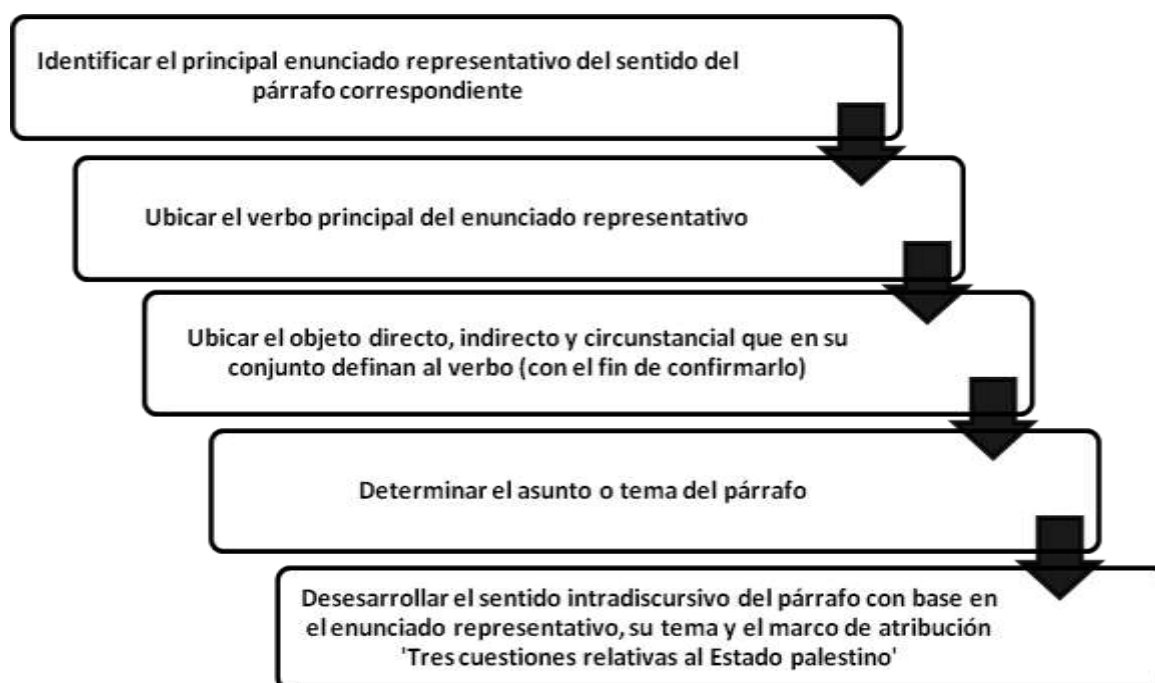 Identificar el principal enunciado representativo del sentido del
párrafo correspondiente
Ubicar el verbo principal del enunciado representativo
Ubicar el objeto directo, indirecto y circunstancial que en su
conjunto definan al verbo (con el fin de confirmarlo)
Determinar el asunto o tema del párrafo
Desesarrollar el sentido intradiscursivo del párrafo con base en
el enunciado representativo, su tema y el marco de atribución
'Tres cuestiones relativas al Estado palestino'